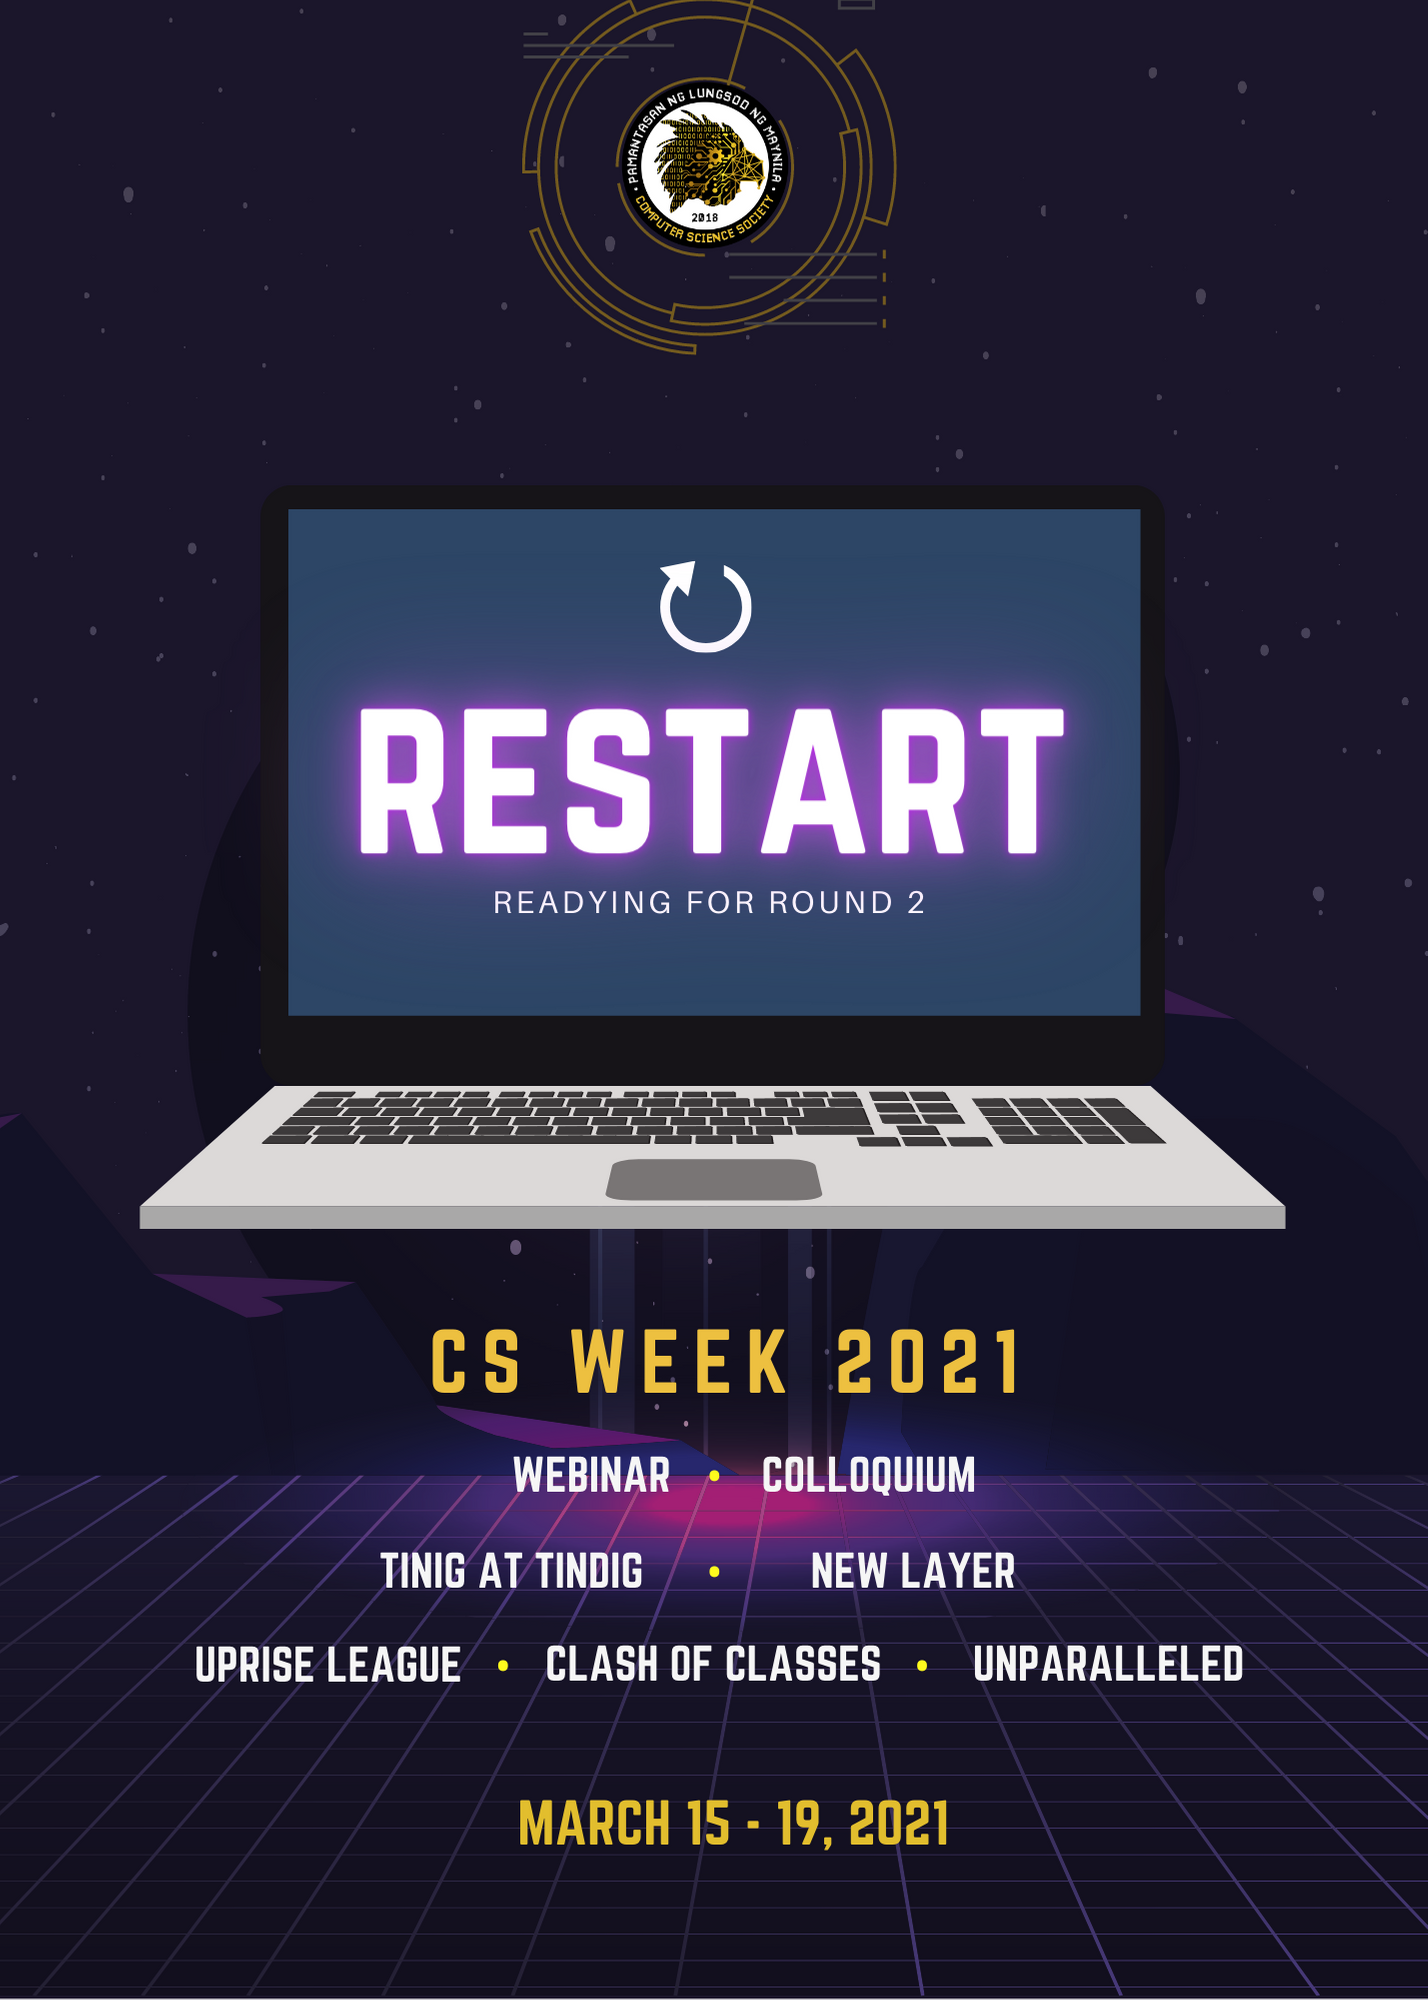 PAMANTASAN NG LUNGSOD NG MAYNILA
2018
COMPUTER SCIENCE SOCIETY
RESTART
READYING FOR ROUND 2
CS WEEK 2021
WEBINAR • COLLOQUIUM
TINIG AT TINDIG • NEW LAYER
UPRISE LEAGUE • CLASH OF CLASSES • UNPARALLELED
MARCH 15 - 19, 2021